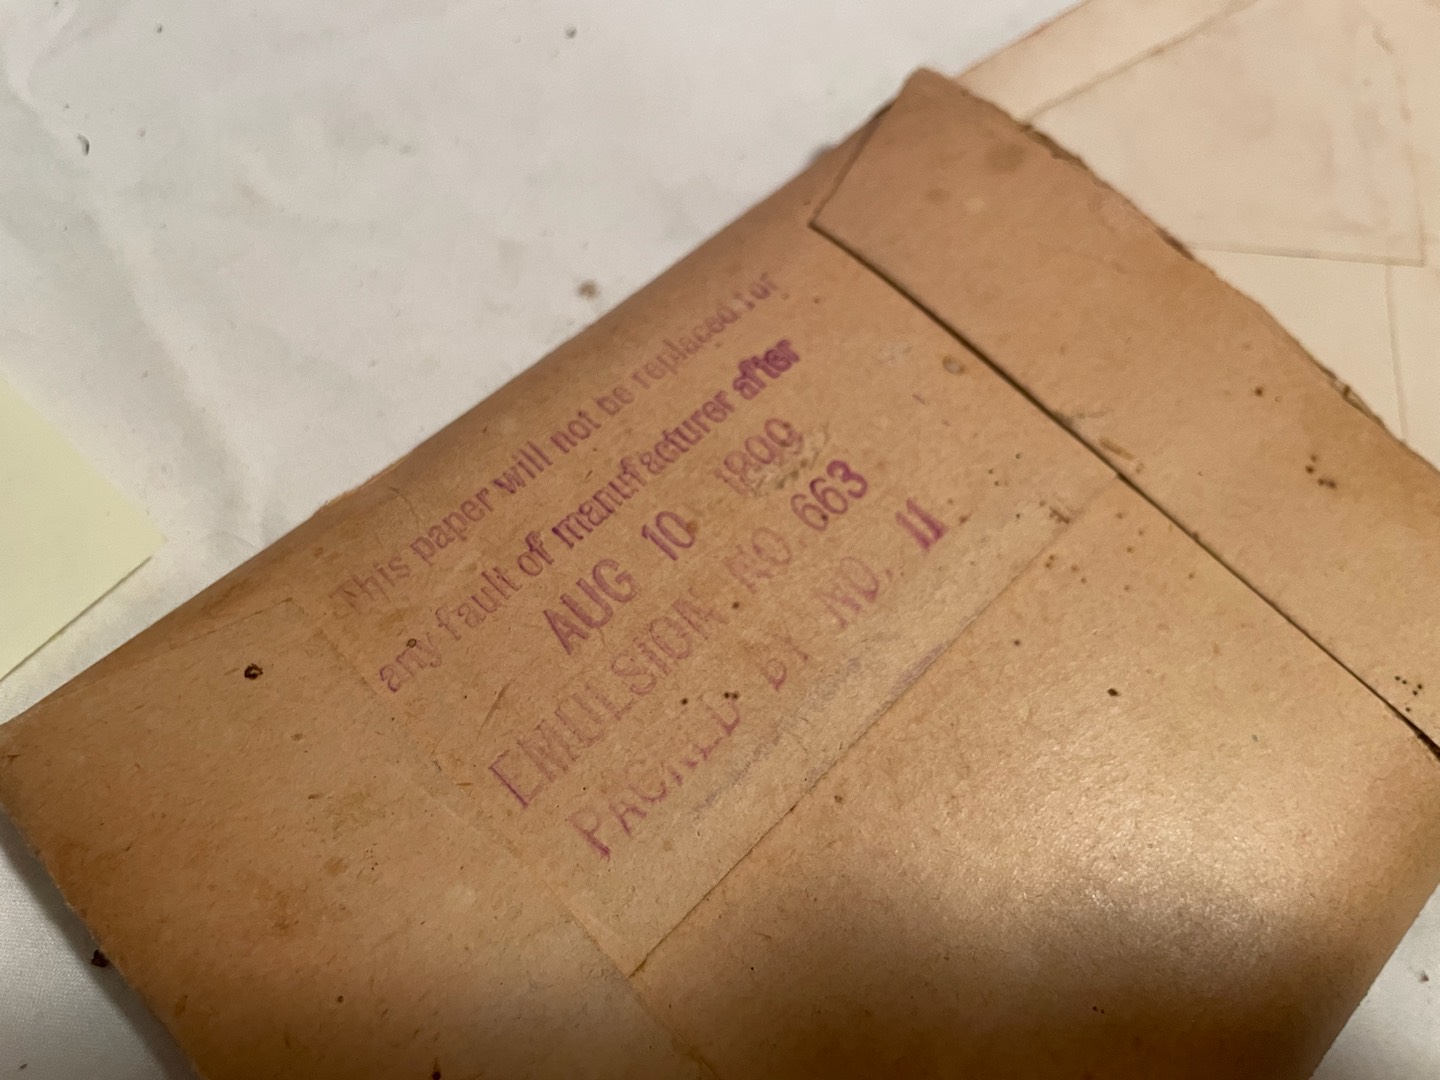 This paper will not be replaced for
any fault of manufacturer after
AUG 10 1899
EMULSION NO. 663
PACKED BY NO. 11